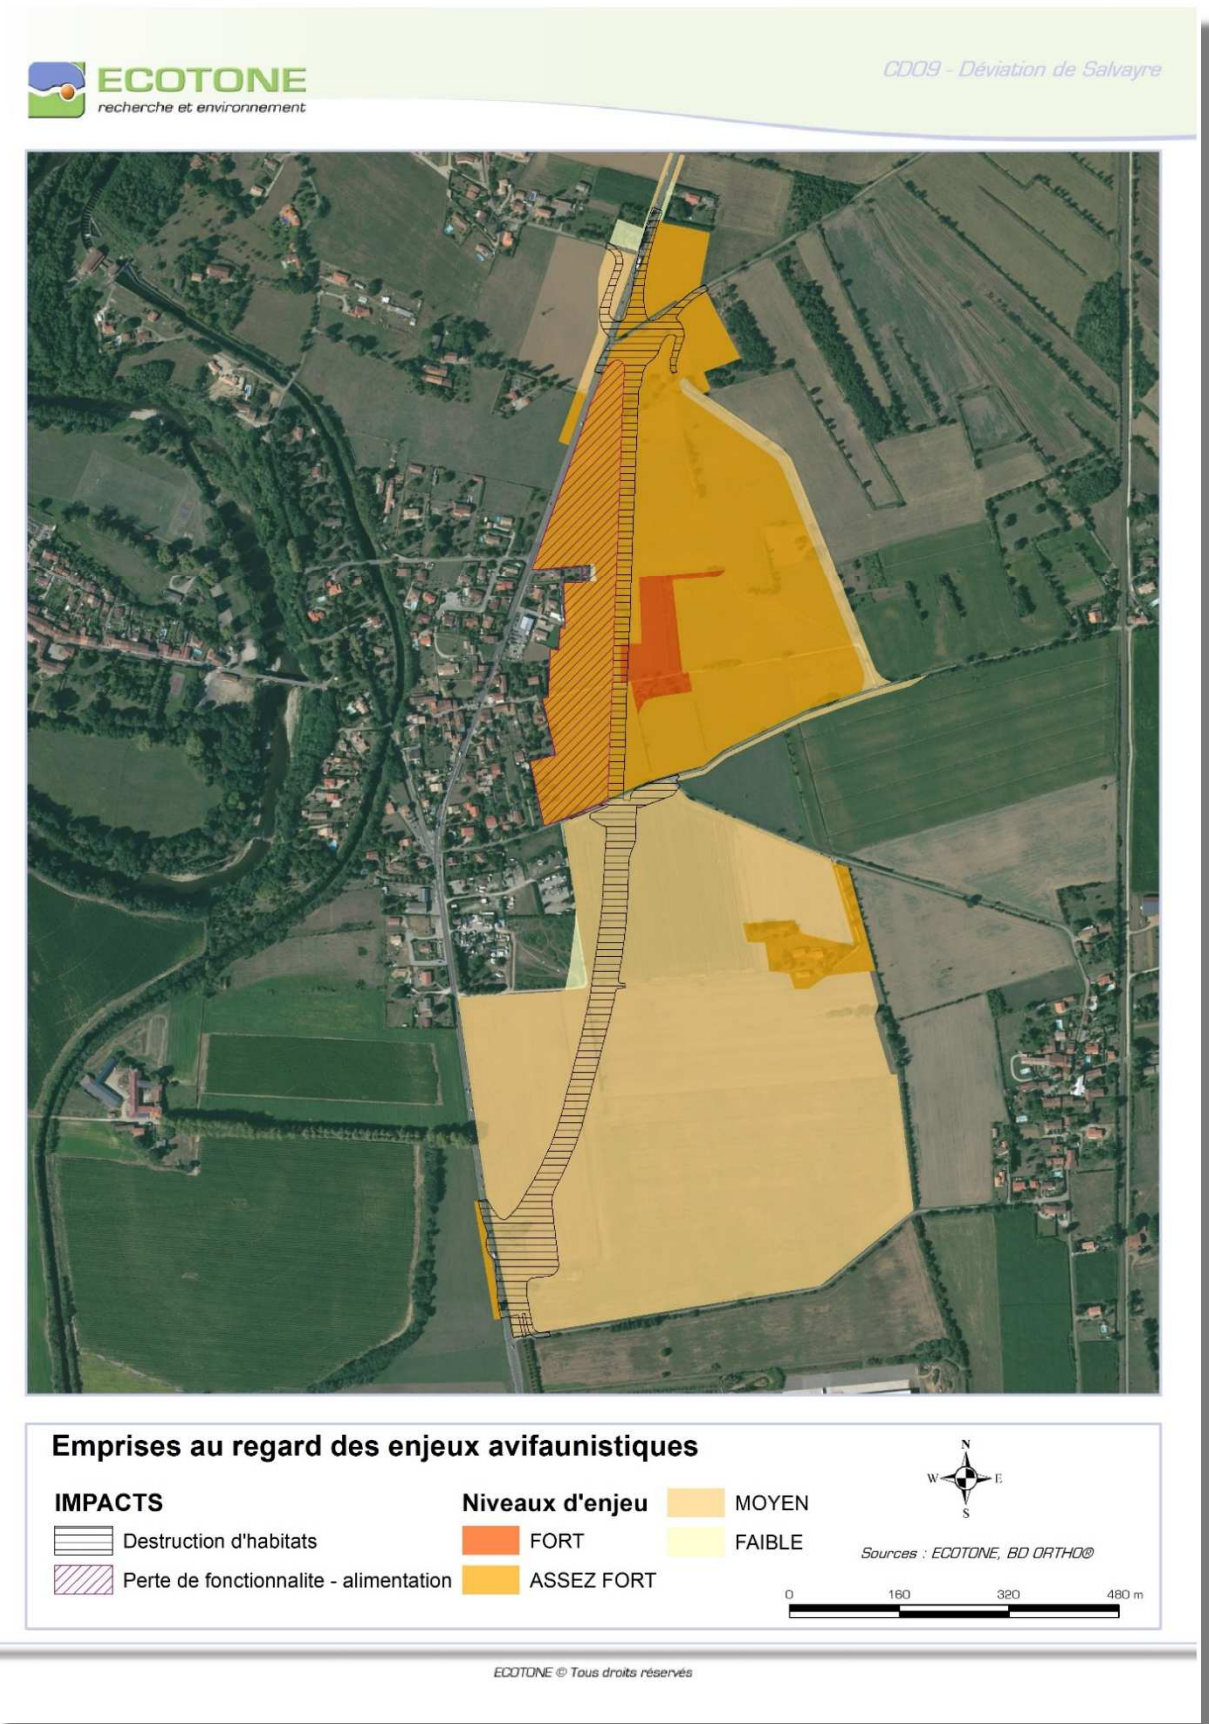 ECOTONE
recherche et environnement
CD09 - Déviation de Salvayre
Emprises au regard des enjeux avifaunistiques
IMPACTS
Destruction d'habitats
Perte de fonctionnalite - alimentation
Niveaux d'enjeu
FORT
ASSEZ FORT
MOYEN
FAIBLE
N
W E
S
Sources : ECOTONE, BD ORTHO®
0 160 320 480 m
ECOTONE © Tous droits réservés